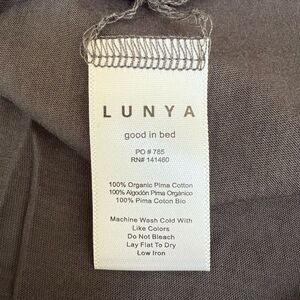 LUNYA
good in bed
PO # 785
RN# 141460
100% Organic Pima Cotton
100% Algodón Pima Orgánico
100% Pima Coton Bio
Machine Wash Cold With
Like Colors
Do Not Bleach
Lay Flat To Dry
Low Iron